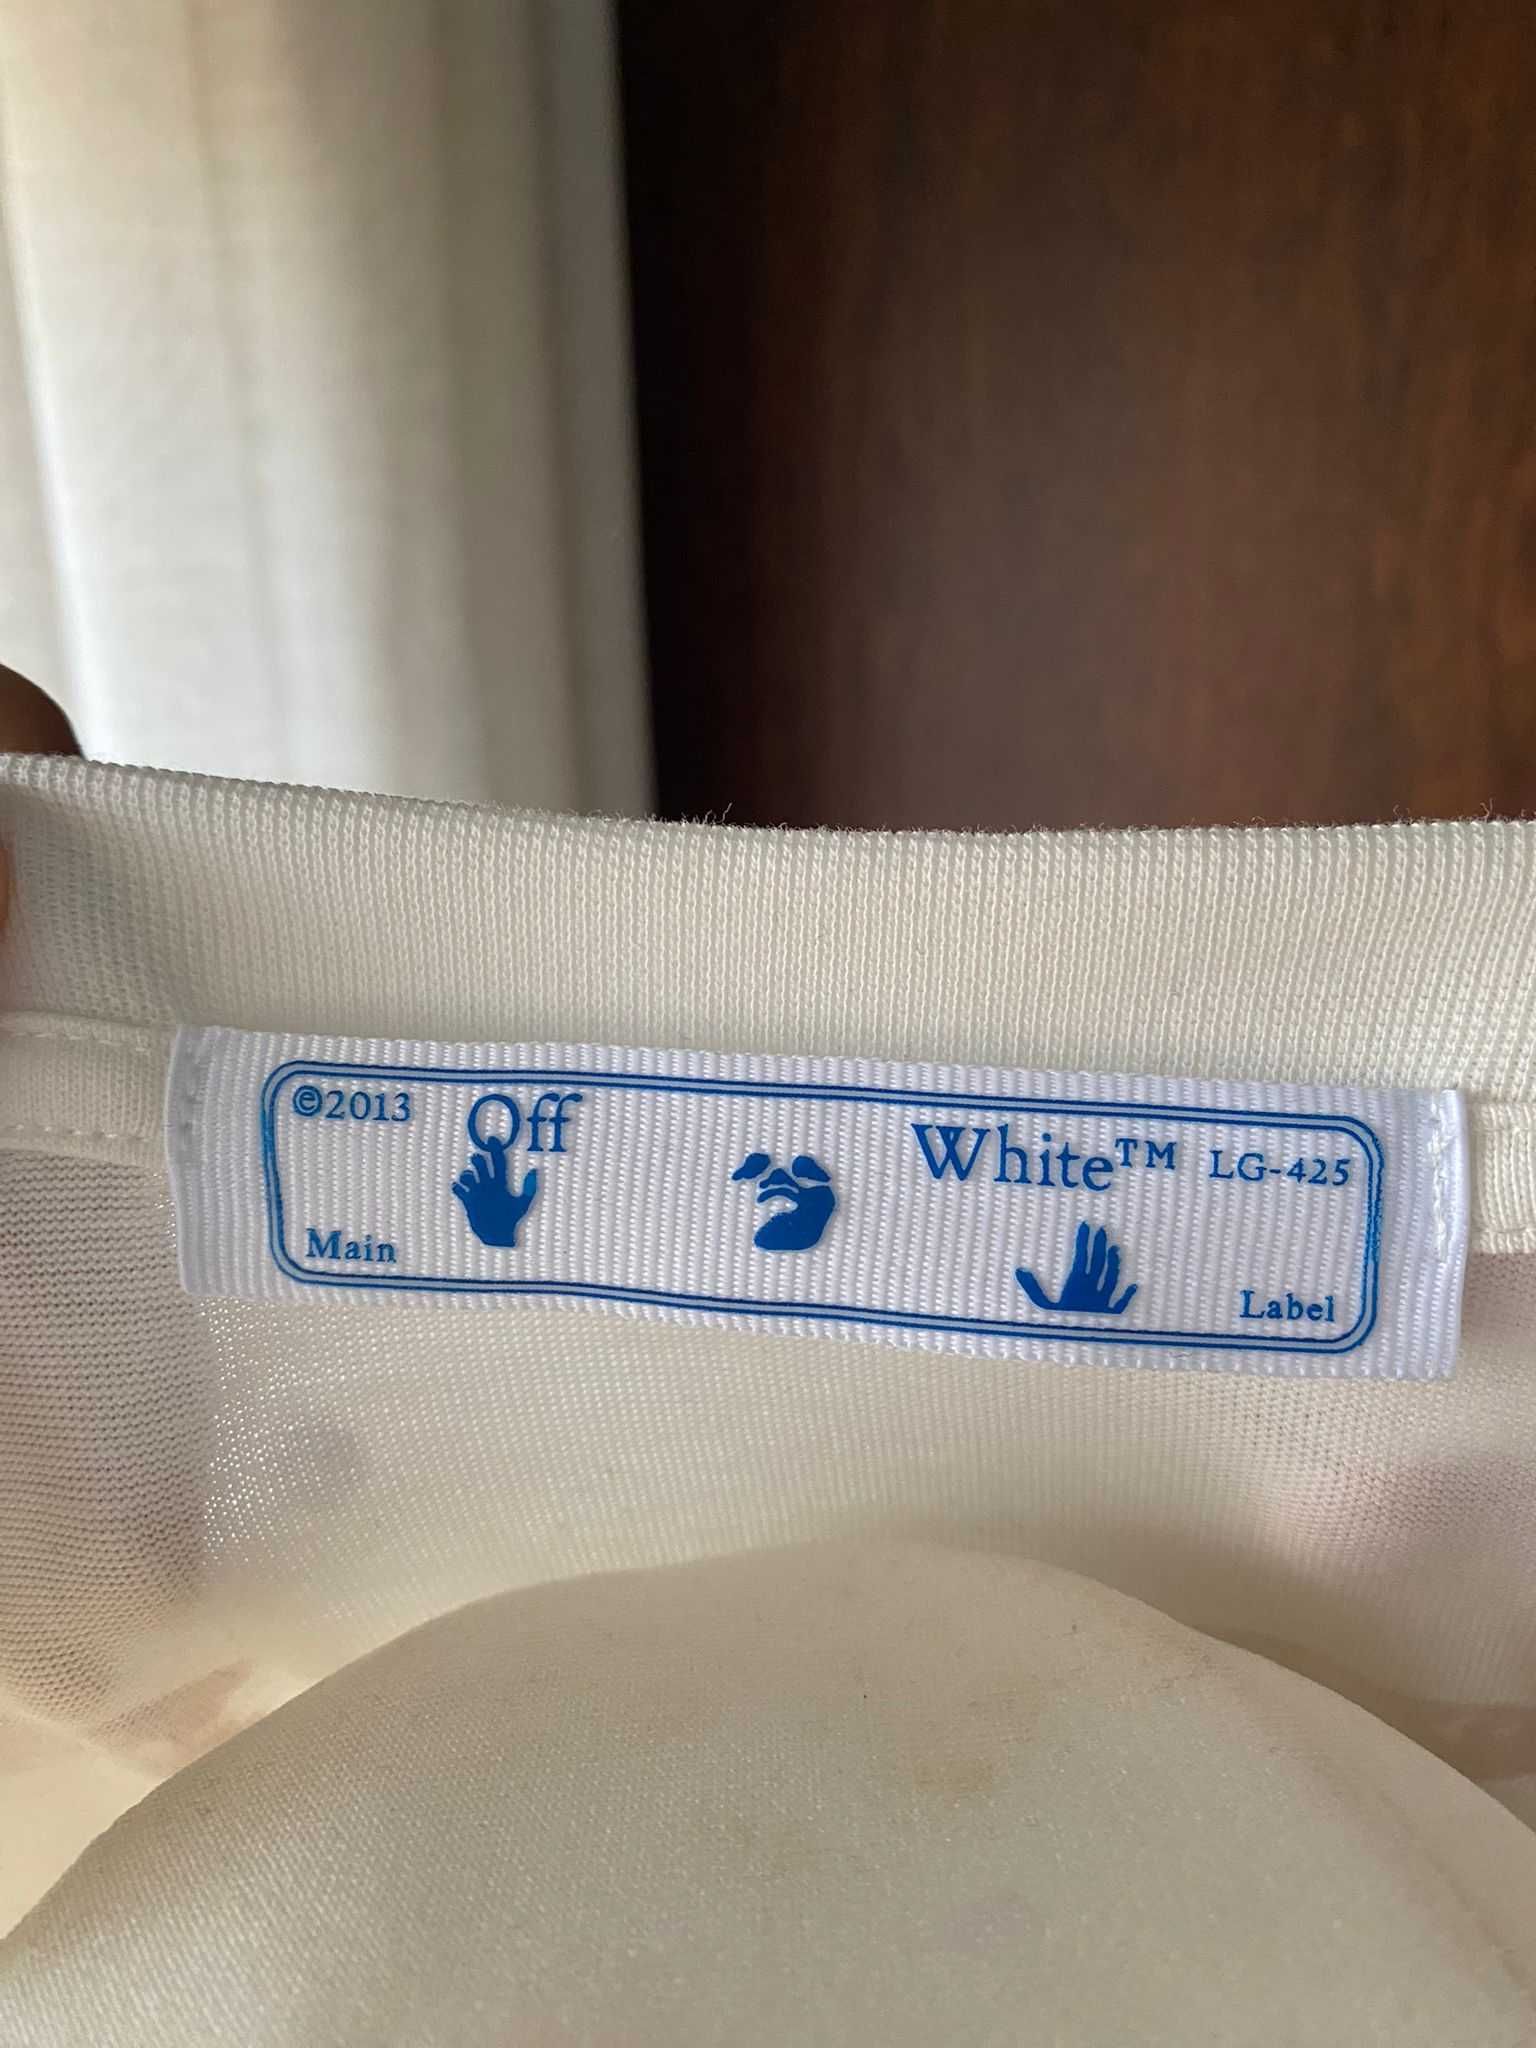 ©2013 Off White™ LG-425
Main Label